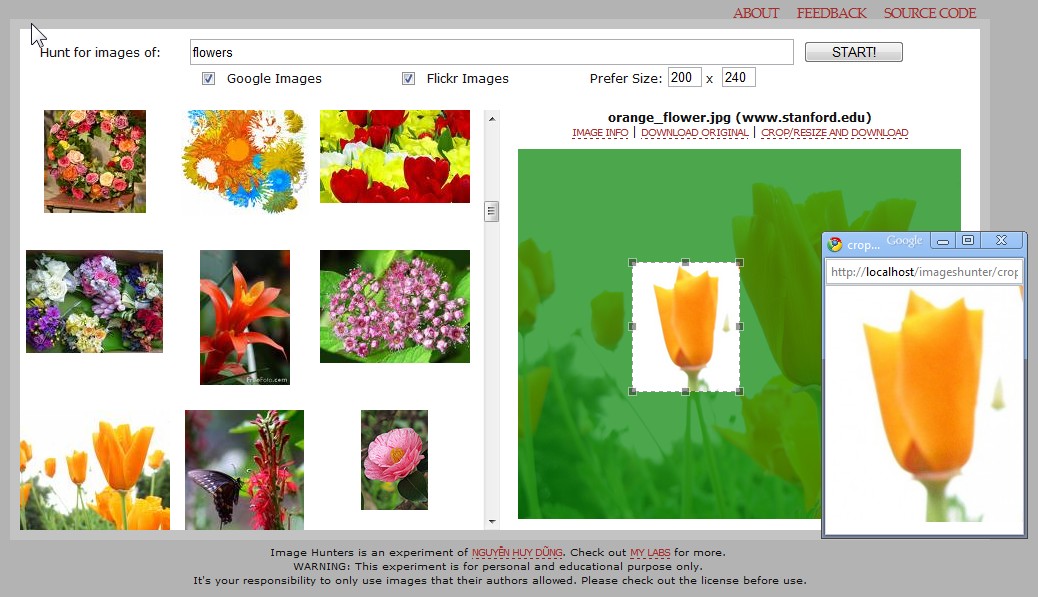 ABOUT FEEDBACK SOURCE CODE
Hunt for images of: flowers START!
Google Images Flickr Images Prefer Size: 200 x 240
orange_flower.jpg (www.stanford.edu)
IMAGE INFO | DOWNLOAD ORIGINAL | CROP/RESIZE AND DOWNLOAD
crop... Google
http://localhost/imageshunter/crop
FreeFoto.com
Image Hunters is an experiment of NGUYỄN HUY DŨNG. Check out MY LABS for more.
WARNING: This experiment is for personal and educational purpose only.
It's your responsibility to only use images that their authors allowed. Please check out the license before use.